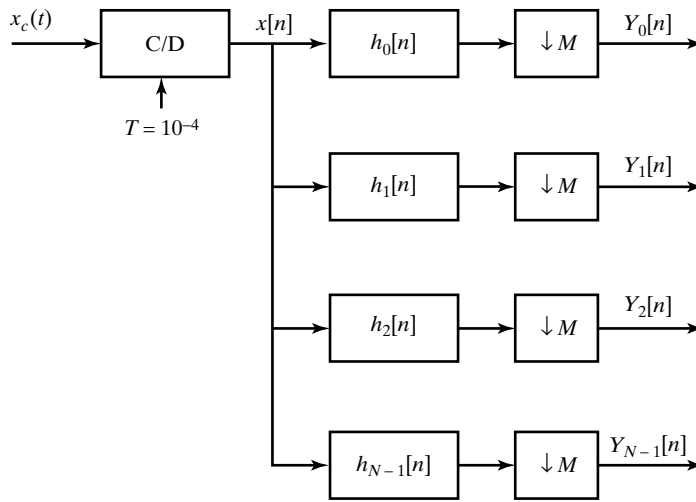 x_c(t) C/D x[n] h_0[n] ↓ M Y_0[n]
T = 10^{–4}
h_1[n] ↓ M Y_1[n]
h_2[n] ↓ M Y_2[n]
h_{N – 1}[n] ↓ M Y_{N – 1}[n]